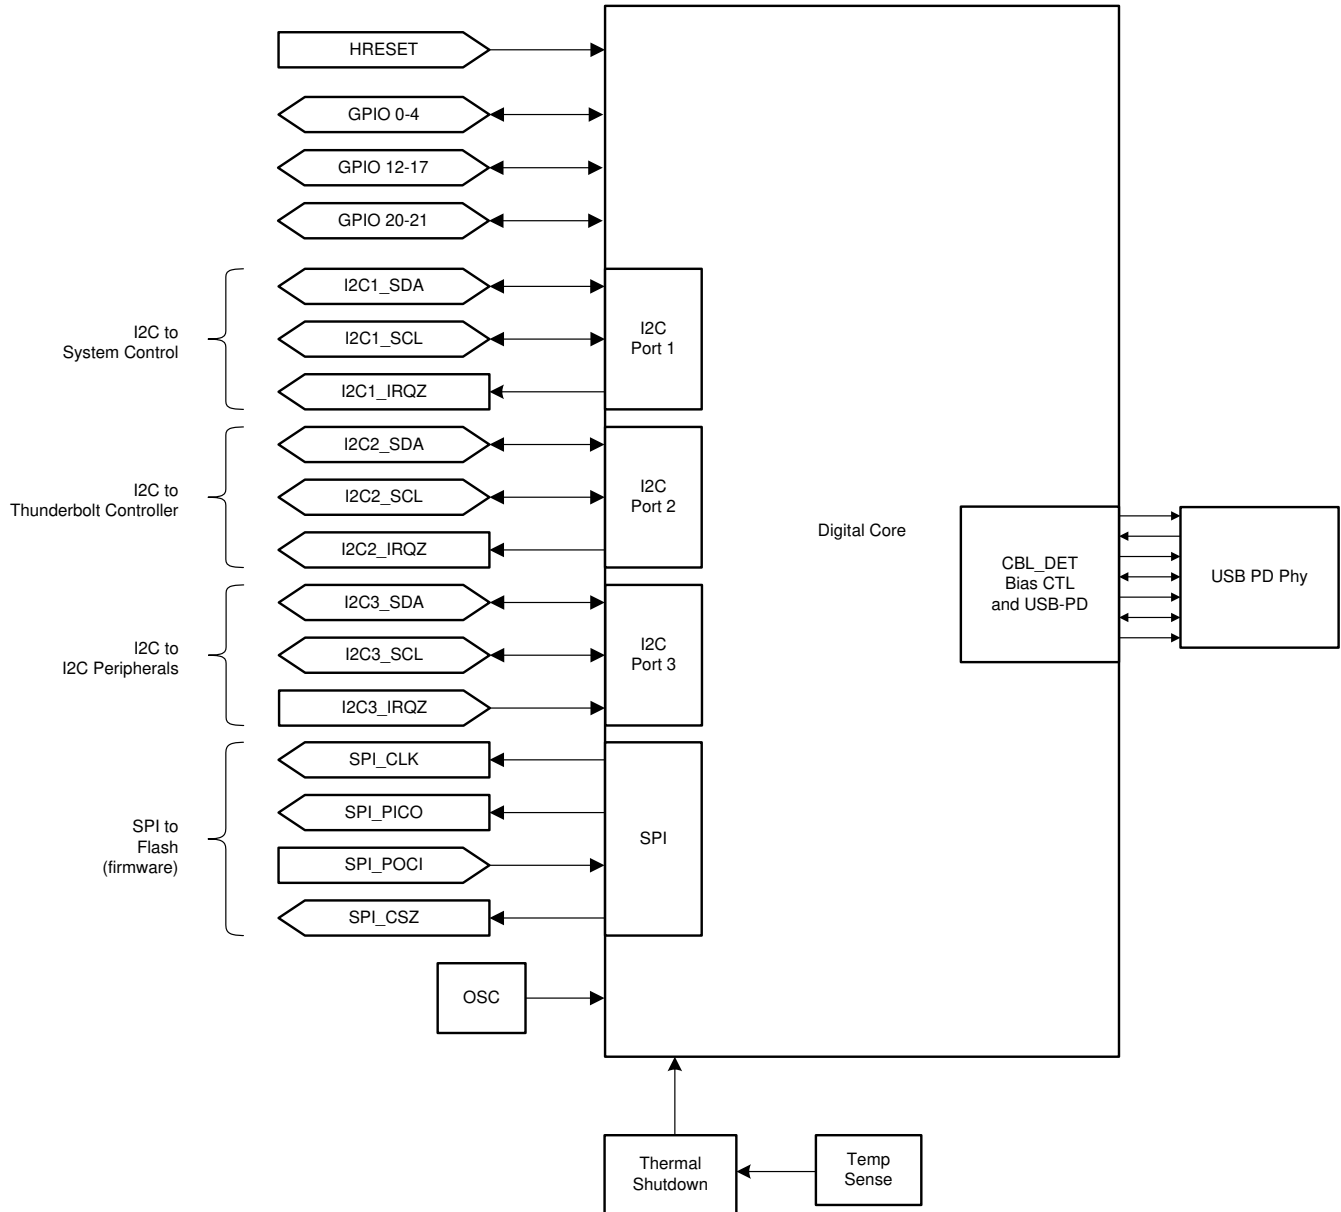 HRESET
GPIO 0-4
GPIO 12-17
GPIO 20-21
I2C to
System Control
I2C1_SDA
I2C1_SCL
I2C1_IRQZ
I2C
Port 1
I2C to
Thunderbolt Controller
I2C2_SDA
I2C2_SCL
I2C2_IRQZ
I2C
Port 2
Digital Core
CBL_DET
Bias CTL
and USB-PD
USB PD Phy
I2C to
I2C Peripherals
I2C3_SDA
I2C3_SCL
I2C3_IRQZ
I2C
Port 3
SPI to
Flash
(firmware)
SPI_CLK
SPI_PICO
SPI_POCI
SPI_CSZ
SPI
OSC
Thermal
Shutdown
Temp
Sense